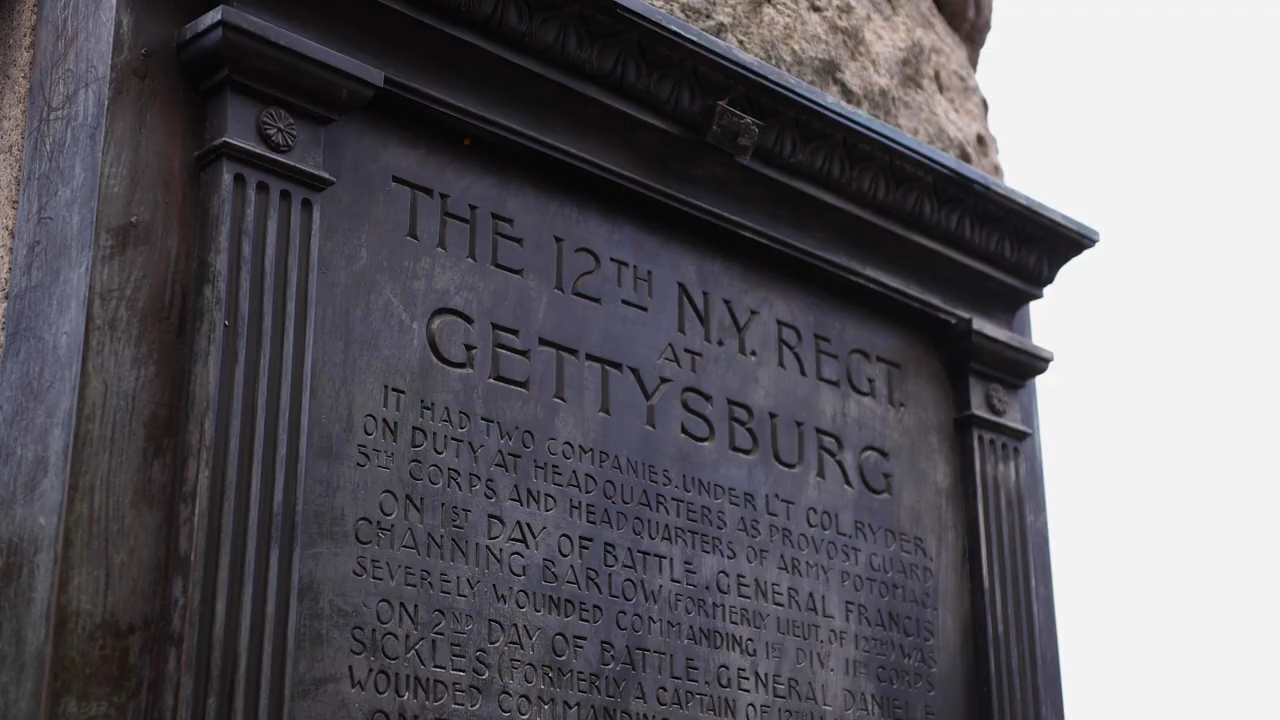 THE 12TH N.Y. REGT.
AT
GETTYSBURG
IT HAD TWO COMPANIES. UNDER L'T COL. RYDER.
ON DUTY AT HEADQUARTERS AS PROVOST GUARD
5TH CORPS AND HEADQUARTERS OF ARMY POTOMAC.
ON 1ST DAY OF BATTLE. GENERAL FRANCIS
CHANNING BARLOW (FORMERLY LIEUT. OF 12TH) WAS
SEVERELY WOUNDED COMMANDING 1ST DIV. 11TH CORPS
ON 2ND DAY OF BATTLE. GENERAL DANIEL E
SICKLES (FORMERLY A CAPTAIN OF 12TH
WOUNDED COMMANDING
ON